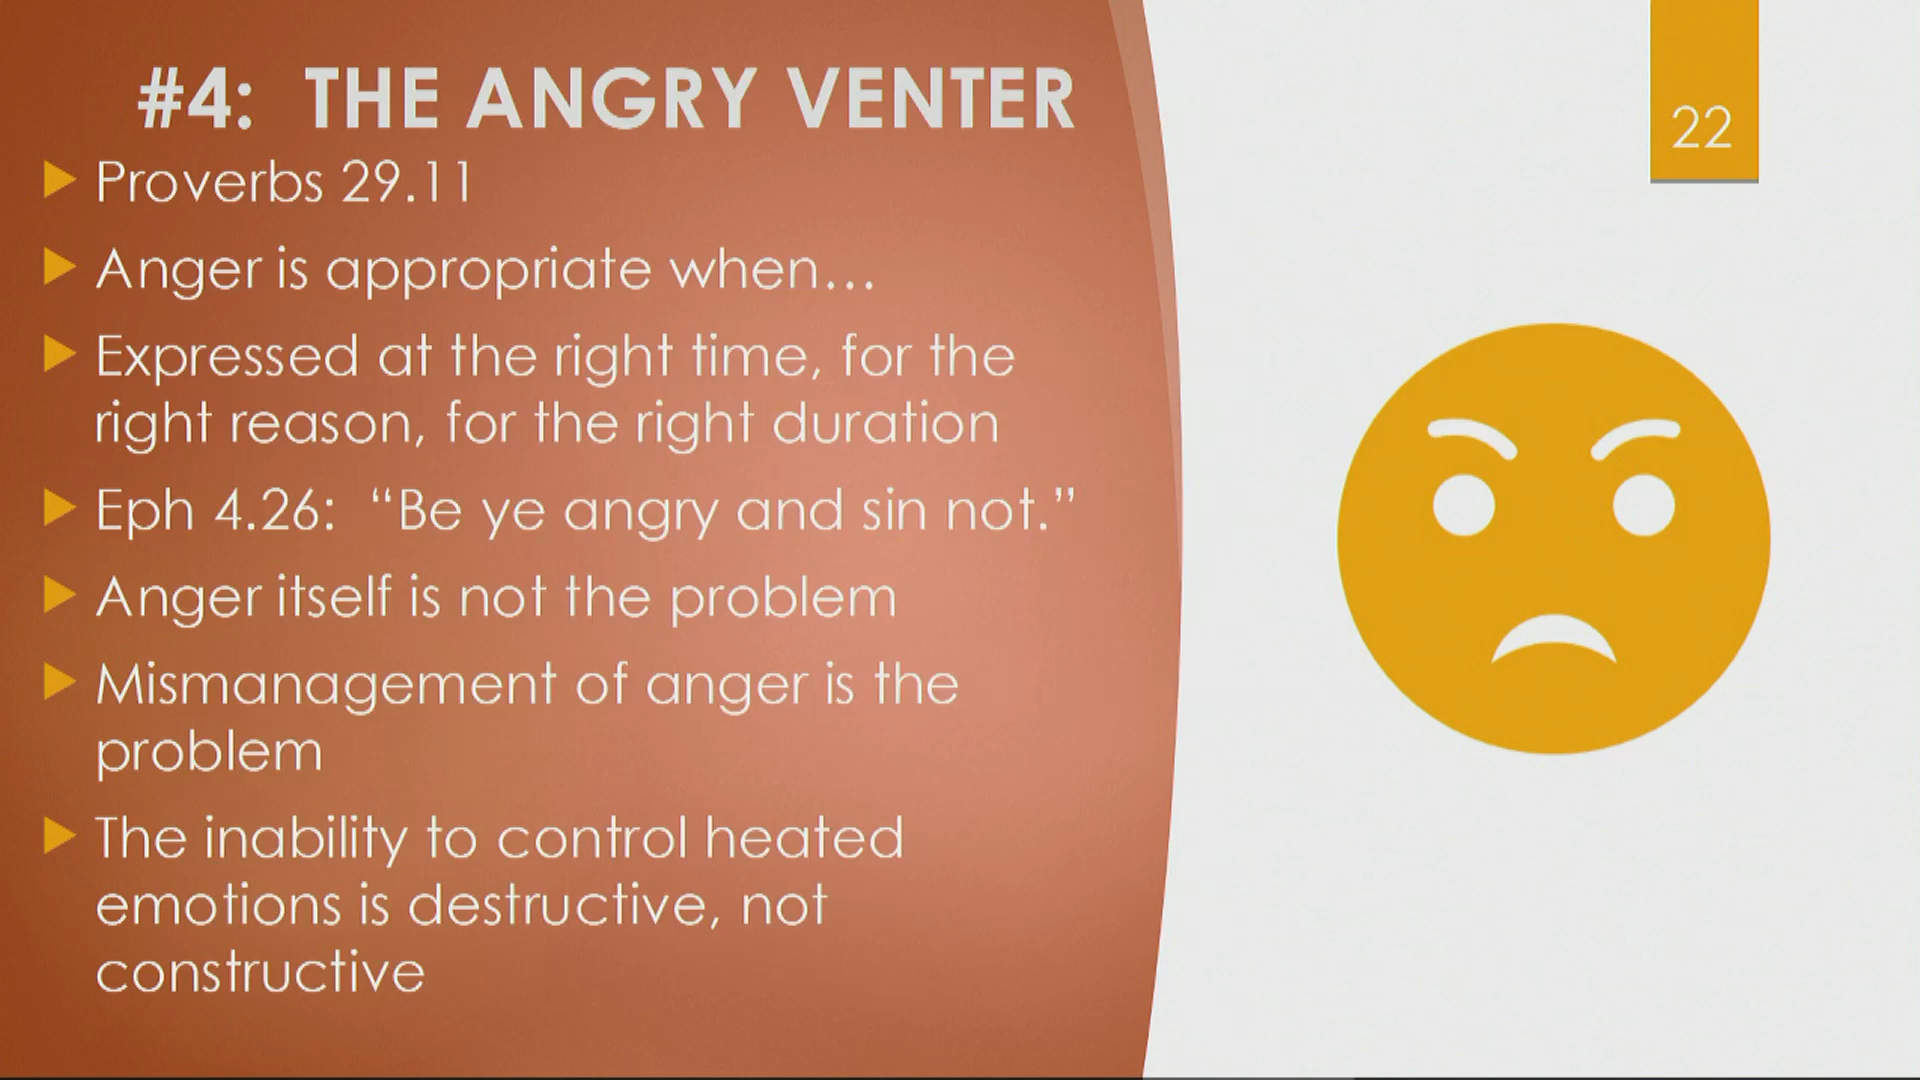 #4: THE ANGRY VENTER
22
Proverbs 29.11
Anger is appropriate when…
Expressed at the right time, for the
right reason, for the right duration
Eph 4.26: “Be ye angry and sin not.”
Anger itself is not the problem
Mismanagement of anger is the
problem
The inability to control heated
emotions is destructive, not
constructive